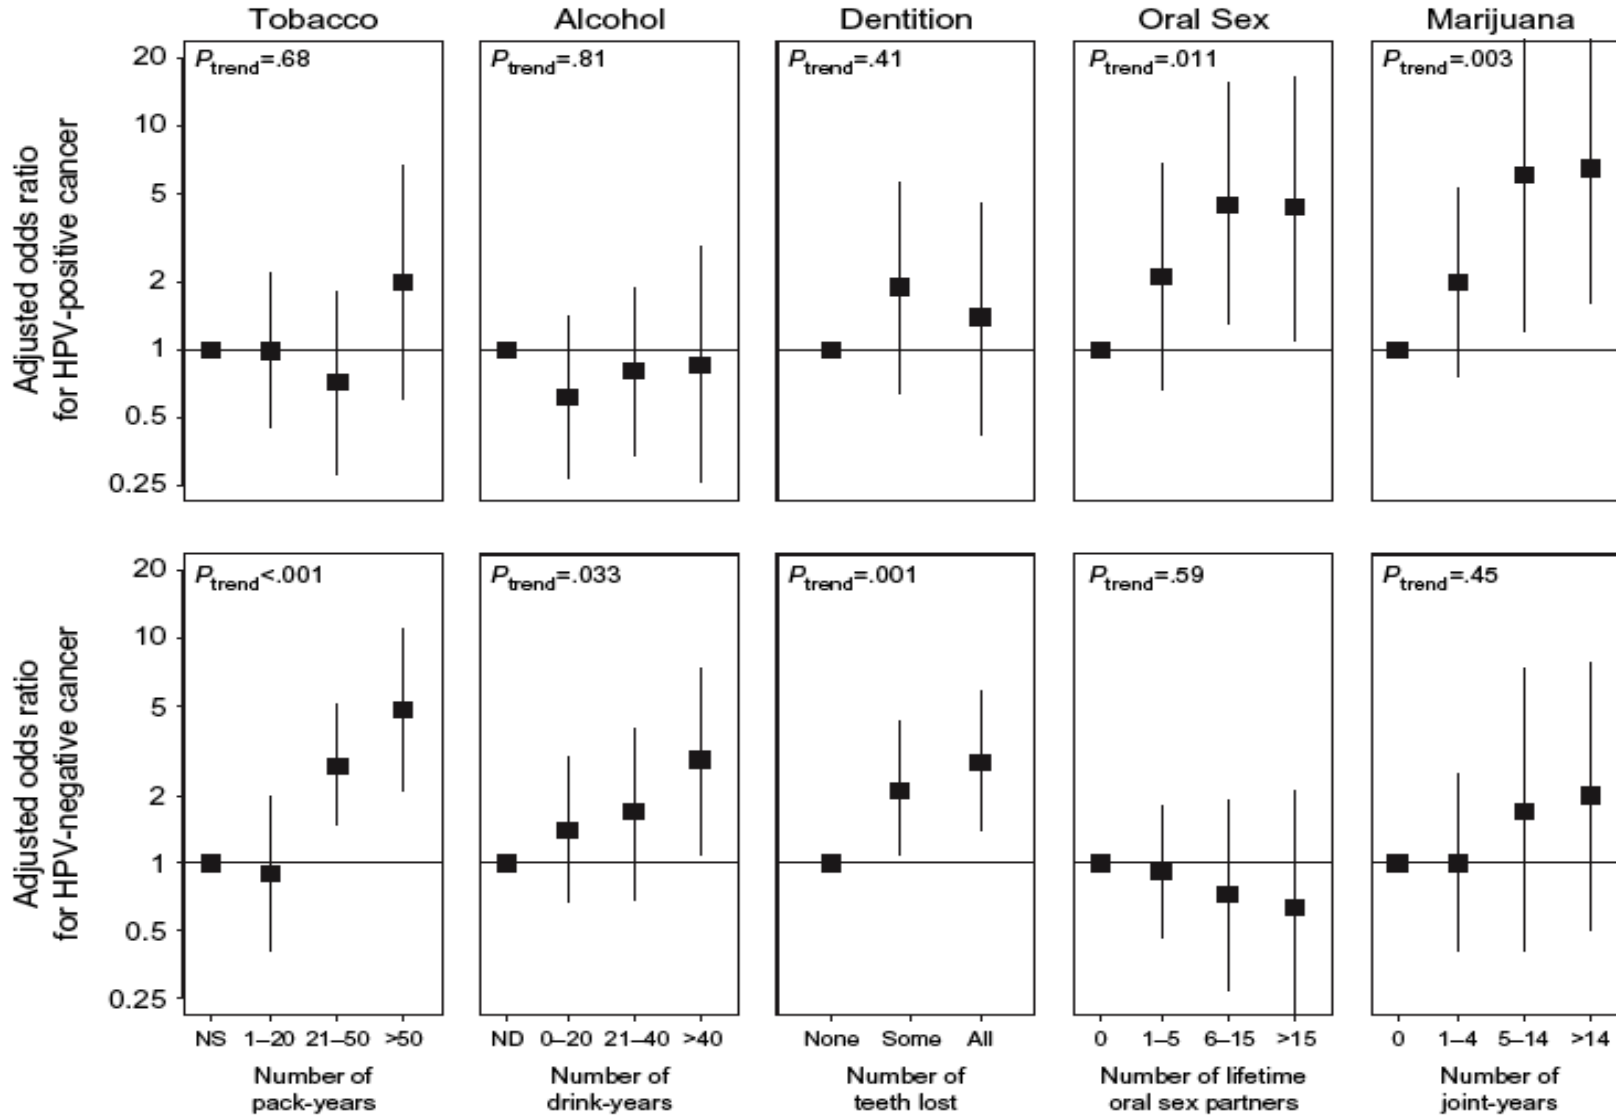 Tobacco Alcohol Dentition Oral Sex Marijuana
Adjusted odds ratio
for HPV-positive cancer
20
10
5
2
1
0.5
0.25
Ptrend=.68 Ptrend=.81 Ptrend=.41 Ptrend=.011 Ptrend=.003
Adjusted odds ratio
for HPV-negative cancer
20
10
5
2
1
0.5
0.25
Ptrend<.001 Ptrend=.033 Ptrend=.001 Ptrend=.59 Ptrend=.45
NS 1–20 21–50 >50 ND 0–20 21–40 >40 None Some All 0 1–5 6–15 >15 0 1–4 5–14 >14
Number of pack-years
Number of drink-years
Number of teeth lost
Number of lifetime oral sex partners
Number of joint-years